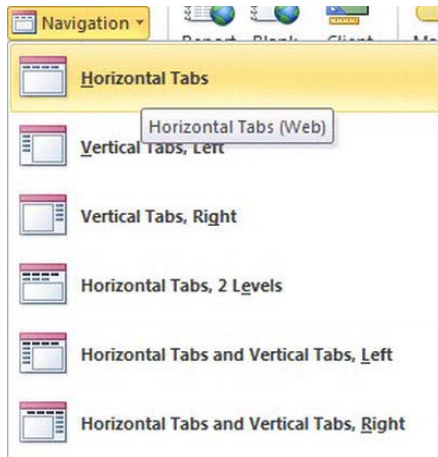 Navigation
Horizontal Tabs
Horizontal Tabs (Web)
Vertical Tabs, Left
Vertical Tabs, Right
Horizontal Tabs, 2 Levels
Horizontal Tabs and Vertical Tabs, Left
Horizontal Tabs and Vertical Tabs, Right